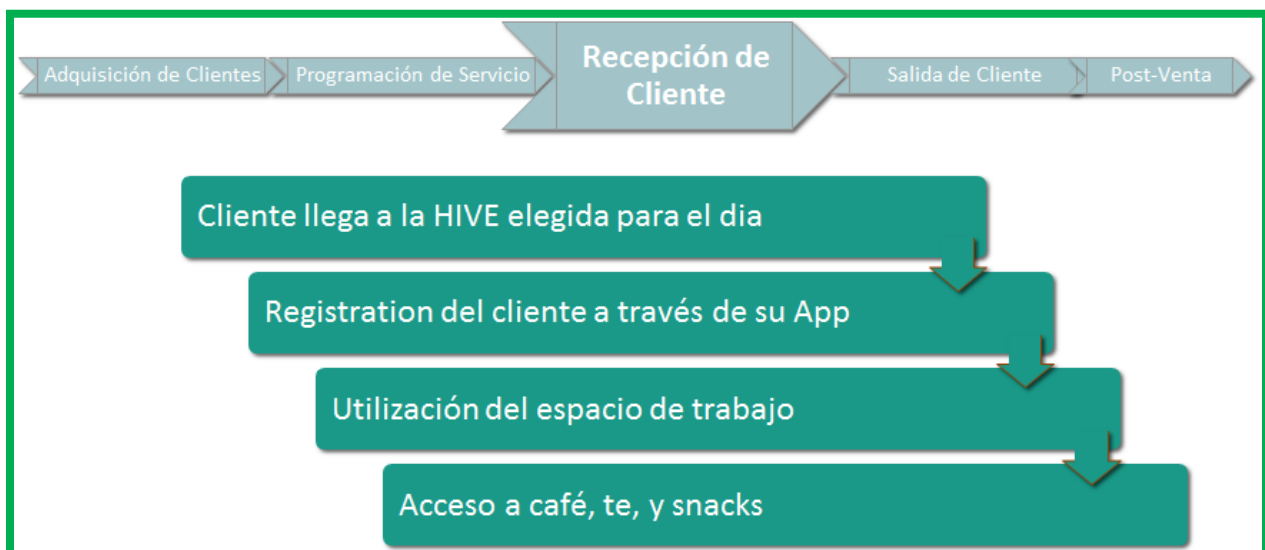 Adquisición de Clientes
Programación de Servicio
Recepción de
Cliente
Salida de Cliente
Post-Venta
Cliente llega a la HIVE elegida para el dia
Registration del cliente a través de su App
Utilización del espacio de trabajo
Acceso a café, te, y snacks